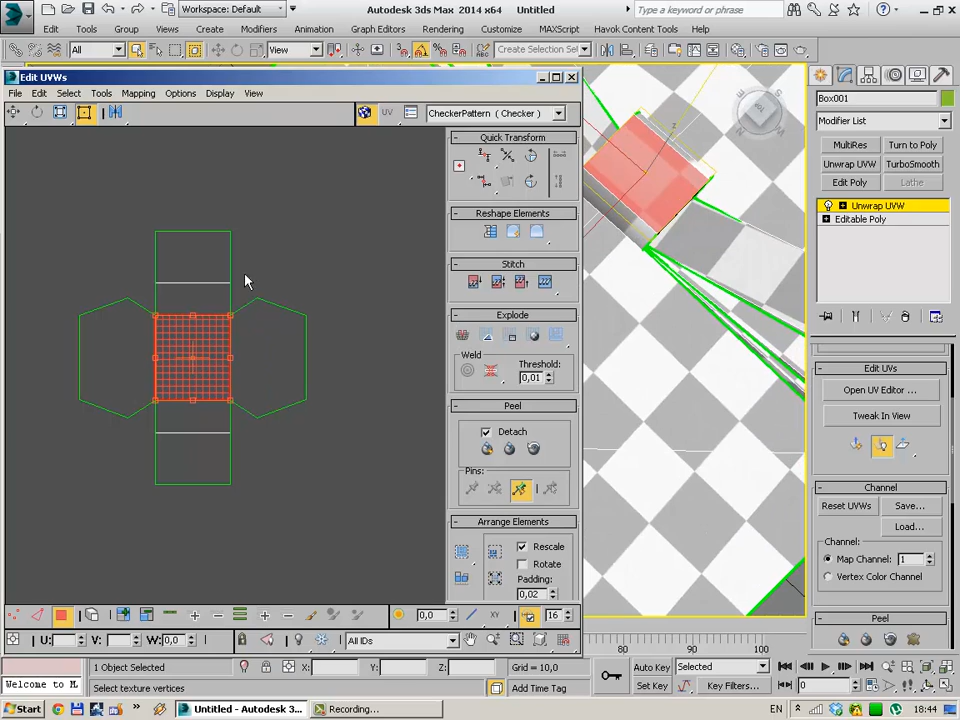 Workspace: Default
Autodesk 3ds Max 2014 x64
Untitled
Type a keyword or phrase
Edit
Tools
Group
Views
Create
Modifiers
Animation
Graph Editors
Rendering
Customize
MAXScript
Havok Content Tools
Help
All
View
Create Selection Se
Edit UVWs
File
Edit
Select
Tools
Mapping
Options
Display
View
UV
CheckerPattern ( Checker )
Quick Transform
Reshape Elements
Stitch
Explode
Weld
Threshold:
0,01
Peel
Detach
Pins:
Arrange Elements
Rescale
Rotate
Padding:
0,02
0,0
XY
16
U:
V:
W: 0,0
All IDs
Box001
Modifier List
MultiRes
Turn to Poly
Unwrap UVW
TurboSmooth
Edit Poly
Lathe
Unwrap UVW
Editable Poly
Edit UVs
Open UV Editor ...
Tweak In View
Channel
Reset UVWs
Save...
Load...
Channel:
Map Channel:
1
Vertex Color Channel
Peel
80
90
100
1 Object Selected
X:
Y:
Z:
Grid = 10,0
Auto Key
Selected
Welcome to M
Select texture vertices
Add Time Tag
Set Key
Key Filters...
0
Start
Untitled - Autodesk 3...
Recording...
EN
18:44